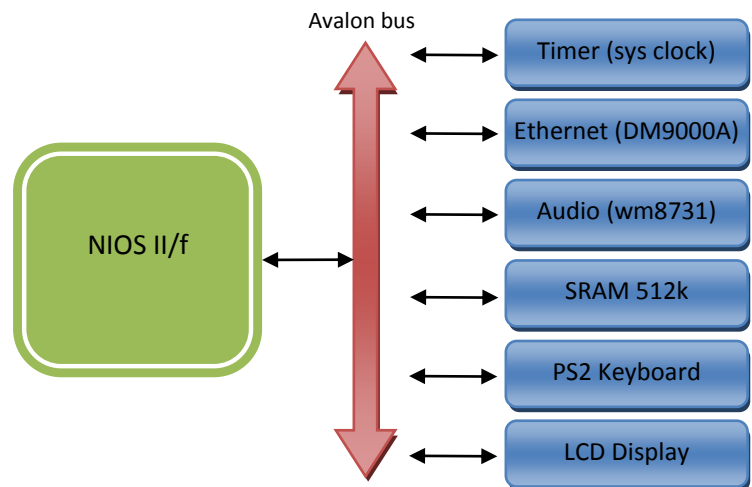 Avalon bus
Timer (sys clock)
Ethernet (DM9000A)
Audio (wm8731)
NIOS II/f
SRAM 512k
PS2 Keyboard
LCD Display